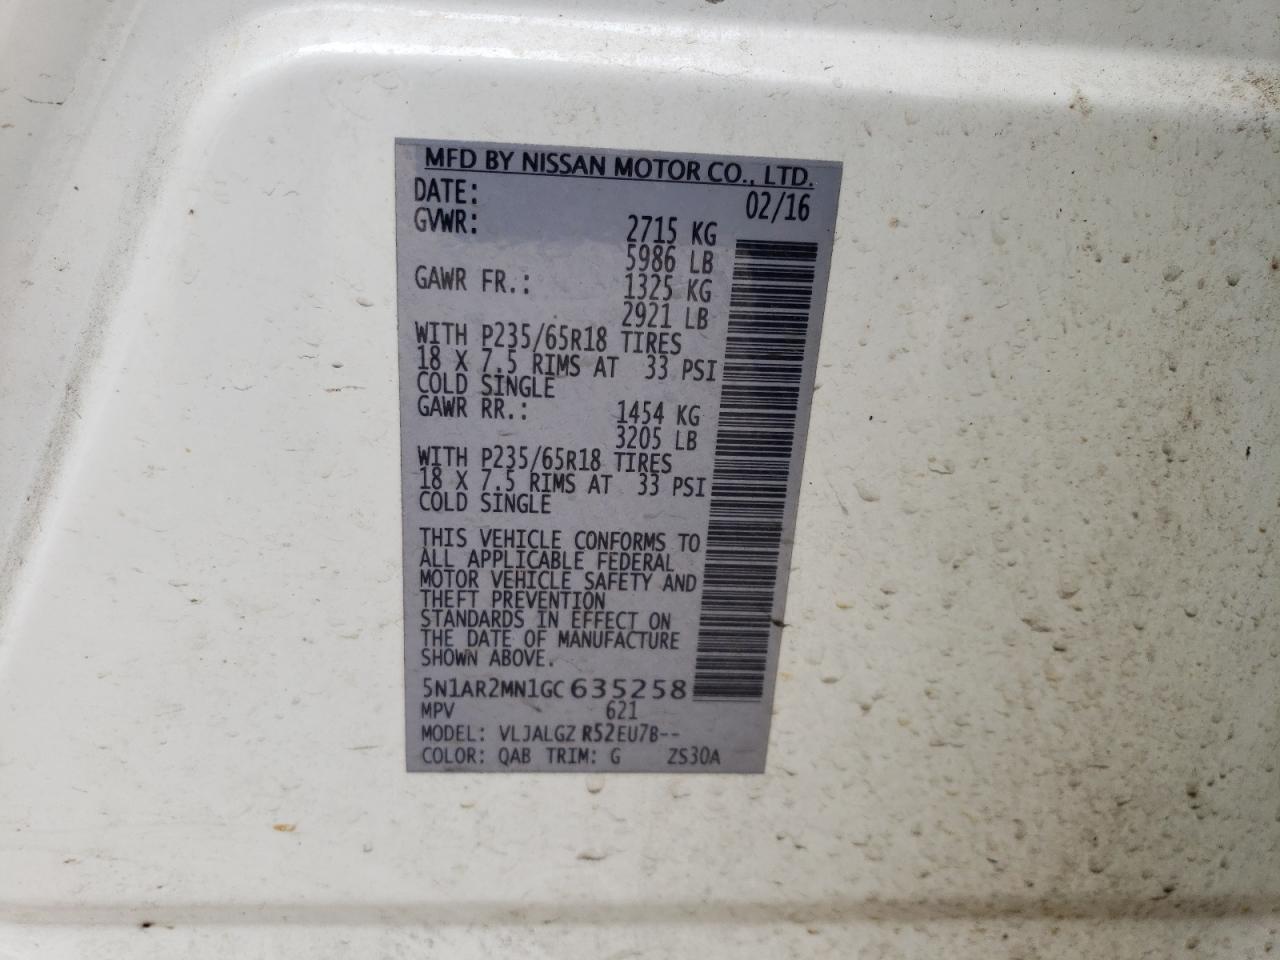 MFD BY NISSAN MOTOR CO., LTD.
DATE: 02/16
GVWR: 2715 KG
5986 LB
GAWR FR.: 1325 KG
2921 LB
WITH P235/65R18 TIRES
18 X 7.5 RIMS AT 33 PSI
COLD SINGLE
GAWR RR.: 1454 KG
3205 LB
WITH P235/65R18 TIRES
18 X 7.5 RIMS AT 33 PSI
COLD SINGLE
THIS VEHICLE CONFORMS TO
ALL APPLICABLE FEDERAL
MOTOR VEHICLE SAFETY AND
THEFT PREVENTION
STANDARDS IN EFFECT ON
THE DATE OF MANUFACTURE
SHOWN ABOVE.
5N1AR2MN1GC635258
MPV 621
MODEL: VLJALGZ R52EU7B--
COLOR: QAB TRIM: G ZS30A